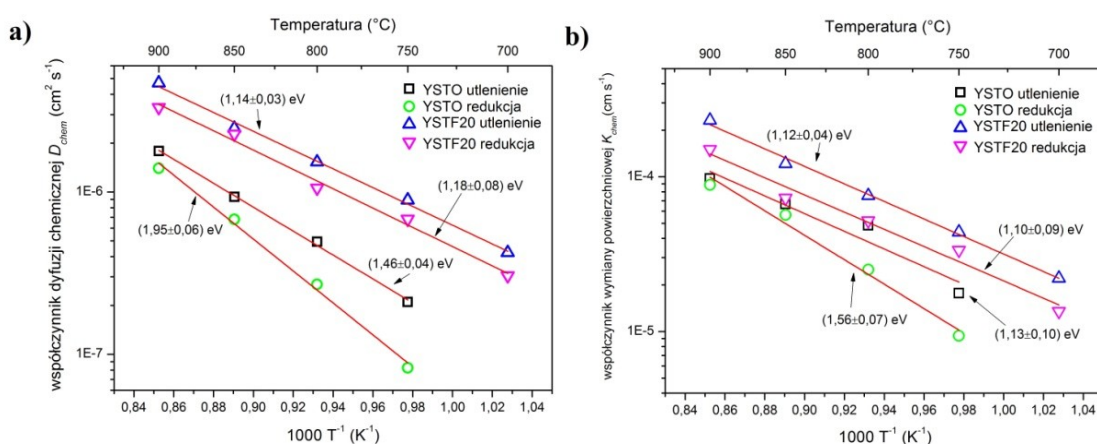 a)
Temperatura (°C)
900 850 800 750 700
współczynnik dyfuzji chemicznej D_chem (cm² s⁻¹)
1E-6
1E-7
YSTO utlenienie
YSTO redukcja
YSTF20 utlenienie
YSTF20 redukcja
(1,14±0,03) eV
(1,18±0,08) eV
(1,95±0,06) eV
(1,46±0,04) eV
0,84 0,86 0,88 0,90 0,92 0,94 0,96 0,98 1,00 1,02 1,04
1000 T⁻¹ (K⁻¹)
b)
Temperatura (°C)
900 850 800 750 700
współczynnik wymiany powierzchniowej K_chem (cm s⁻¹)
1E-4
1E-5
YSTO utlenienie
YSTO redukcja
YSTF20 utlenienie
YSTF20 redukcja
(1,12±0,04) eV
(1,10±0,09) eV
(1,56±0,07) eV
(1,13±0,10) eV
0,84 0,86 0,88 0,90 0,92 0,94 0,96 0,98 1,00 1,02 1,04
1000 T⁻¹ (K⁻¹)